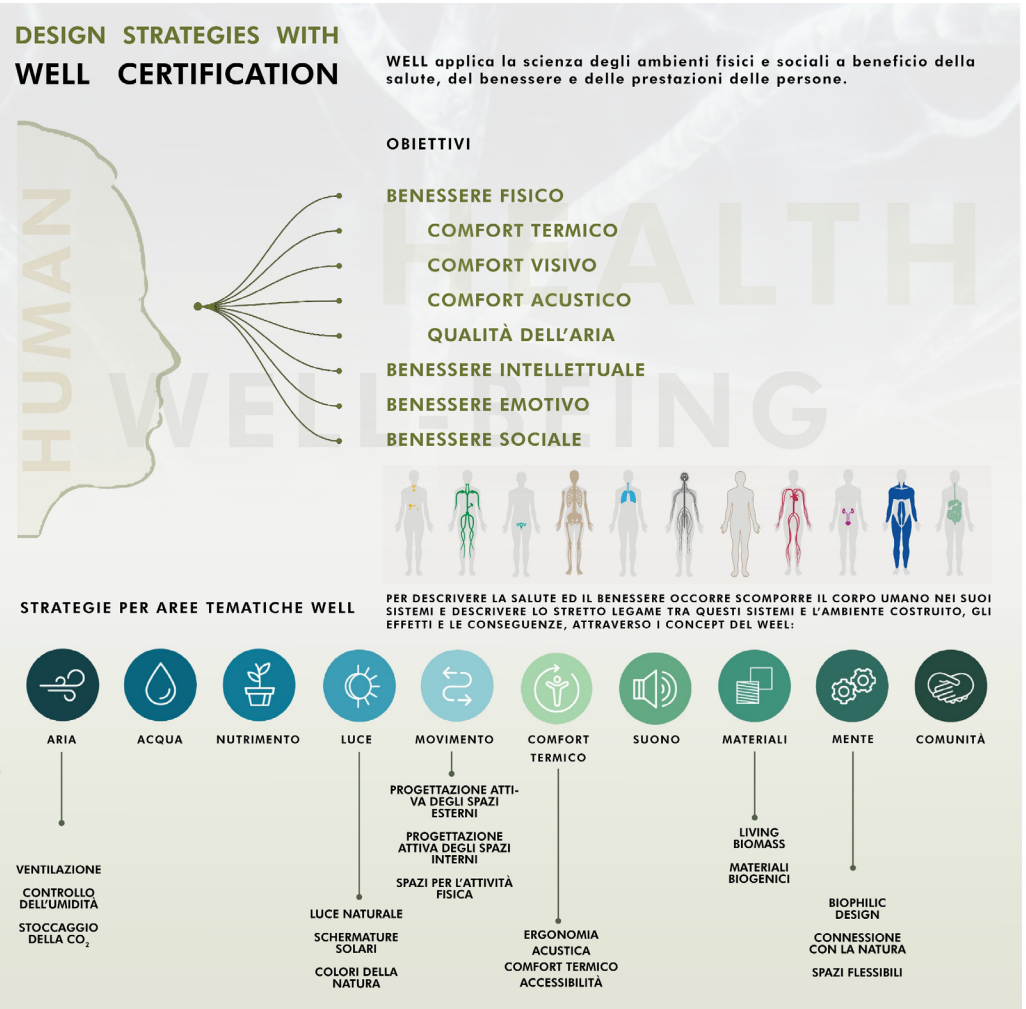 DESIGN STRATEGIES WITH
WELL CERTIFICATION
WELL applica la scienza degli ambienti fisici e sociali a beneficio della
salute, del benessere e delle prestazioni delle persone.
OBIETTIVI
HUMAN
HEALTH
WELL-BEING
BENESSERE FISICO
COMFORT TERMICO
COMFORT VISIVO
COMFORT ACUSTICO
QUALITÀ DELL'ARIA
BENESSERE INTELLETTUALE
BENESSERE EMOTIVO
BENESSERE SOCIALE
PER DESCRIVERE LA SALUTE ED IL BENESSERE OCCORRE SCOMPORRE IL CORPO UMANO NEI SUOI
SISTEMI E DESCRIVERE LO STRETTO LEGAME TRA QUESTI SISTEMI E L'AMBIENTE COSTRUITO, GLI
EFFETTI E LE CONSEGUENZE, ATTRAVERSO I CONCEPT DEL WEEL:
STRATEGIE PER AREE TEMATICHE WELL
ARIA
ACQUA
NUTRIMENTO
LUCE
MOVIMENTO
COMFORT
TERMICO
SUONO
MATERIALI
MENTE
COMUNITÀ
VENTILAZIONE
CONTROLLO
DELL'UMIDITÀ
STOCCAGGIO
DELLA CO₂
LUCE NATURALE
SCHERMATURE
SOLARI
COLORI DELLA
NATURA
PROGETTAZIONE ATTI-
VA DEGLI SPAZI
ESTERNI
PROGETTAZIONE
ATTIVA DEGLI SPAZI
INTERNI
SPAZI PER L'ATTIVITÀ
FISICA
ERGONOMIA
ACUSTICA
COMFORT TERMICO
ACCESSIBILITÀ
LIVING
BIOMASS
MATERIALI
BIOGENICI
BIOPHILIC
DESIGN
CONNESSIONE
CON LA NATURA
SPAZI FLESSIBILI